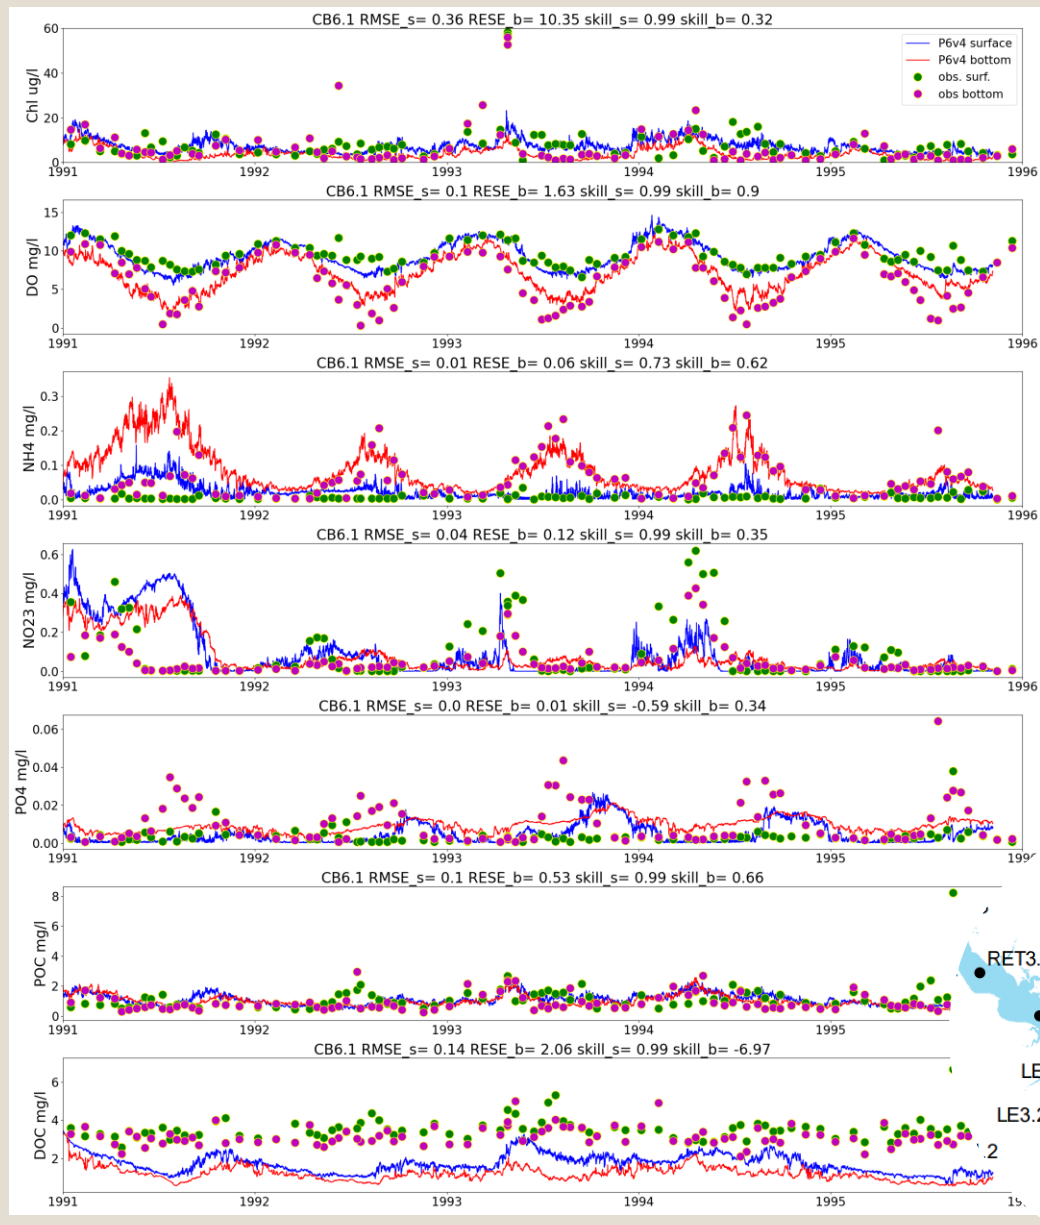 CB6.1 RMSE_s= 0.36 RESE_b= 10.35 skill_s= 0.99 skill_b= 0.32
60
40
20
0
Chl ug/l
P6v4 surface
P6v4 bottom
obs. surf.
obs bottom
1991 1992 1993 1994 1995 1996
CB6.1 RMSE_s= 0.1 RESE_b= 1.63 skill_s= 0.99 skill_b= 0.9
15
10
5
0
DO mg/l
1991 1992 1993 1994 1995 1996
CB6.1 RMSE_s= 0.01 RESE_b= 0.06 skill_s= 0.73 skill_b= 0.62
0.3
0.2
0.1
0.0
NH4 mg/l
1991 1992 1993 1994 1995 1996
CB6.1 RMSE_s= 0.04 RESE_b= 0.12 skill_s= 0.99 skill_b= 0.35
0.6
0.4
0.2
0.0
NO23 mg/l
1991 1992 1993 1994 1995 1996
CB6.1 RMSE_s= 0.0 RESE_b= 0.01 skill_s= -0.59 skill_b= 0.34
0.06
0.04
0.02
0.00
PO4 mg/l
1991 1992 1993 1994 1995
CB6.1 RMSE_s= 0.1 RESE_b= 0.53 skill_s= 0.99 skill_b= 0.66
8
6
4
2
0
POC mg/l
RET3.
1991 1992 1993 1994 1995
CB6.1 RMSE_s= 0.14 RESE_b= 2.06 skill_s= 0.99 skill_b= -6.97
6
4
2
DOC mg/l
LE
LE3.2
.2
1991 1992 1993 1994 1995